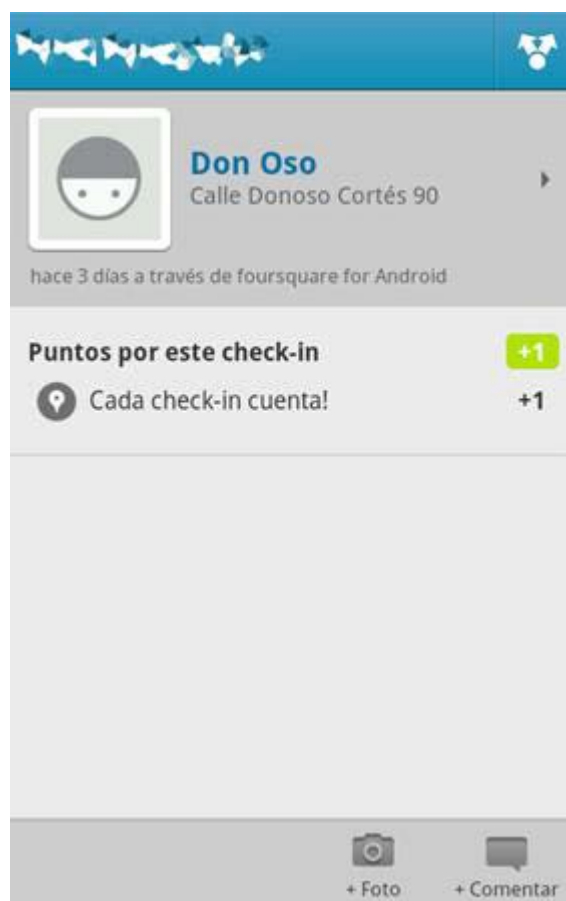 Don Oso
Calle Donoso Cortés 90
hace 3 días a través de foursquare for Android
Puntos por este check-in +1
Cada check-in cuenta! +1
+ Foto + Comentar